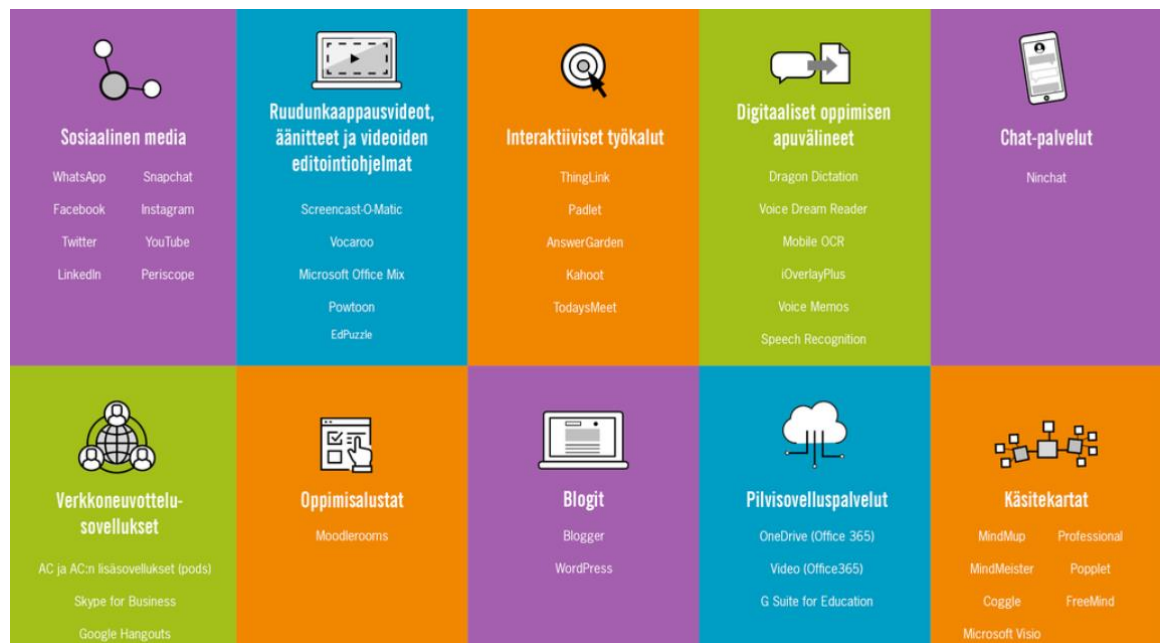 Sosiaalinen media
WhatsApp Snapchat
Facebook Instagram
Twitter YouTube
LinkedIn Periscope
Ruudunkaappausvideot,
äänitteet ja videoiden
editointiohjelmat
Screencast-O-Matic
Vocaroo
Microsoft Office Mix
Powtoon
EdPuzzle
Interaktiiviset työkalut
ThingLink
Padlet
AnswerGarden
Kahoot
TodaysMeet
Digitaaliset oppimisen
apuvälineet
Dragon Dictation
Voice Dream Reader
Mobile OCR
iOverlayPlus
Voice Memos
Speech Recognition
Chat-palvelut
Ninchat
Verkkoneuvottelu-
sovellukset
AC ja AC:n lisäsovellukset (pods)
Skype for Business
Google Hangouts
Oppimisalustat
Moodlerooms
Blogit
Blogger
WordPress
Pilvisovelluspalvelut
OneDrive (Office 365)
Video (Office365)
G Suite for Education
Käsitekartat
MindMup Professional
MindMeister Popplet
Coggle FreeMind
Microsoft Visio